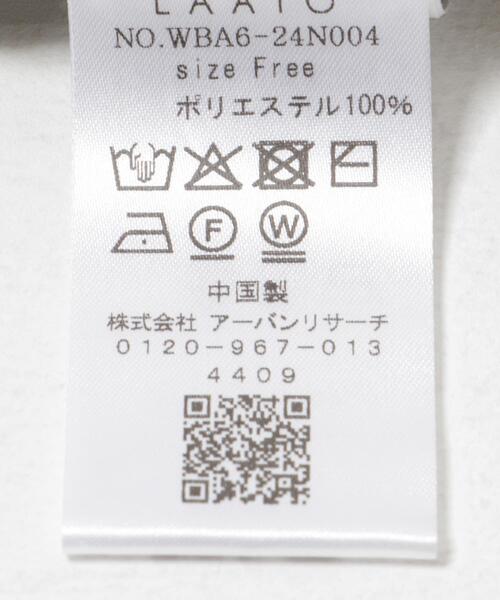 LAATO
NO.WBA6-24N004
size Free
ポリエステル100%
F
W
中国製
株式会社 アーバンリサーチ
0120-967-013
4409